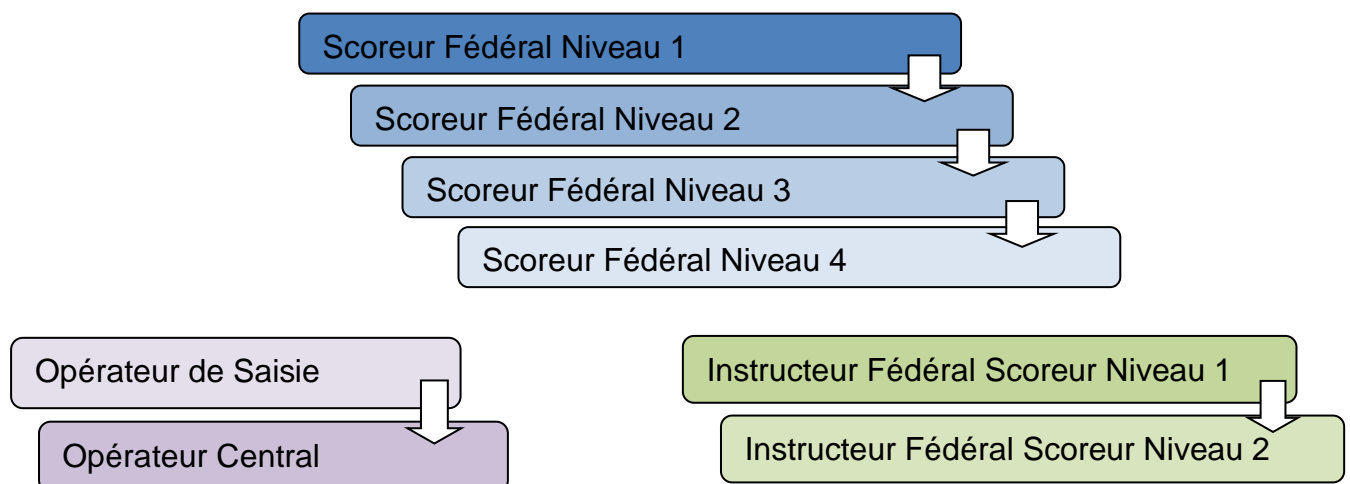 Scoreur Fédéral Niveau 1
Scoreur Fédéral Niveau 2
Scoreur Fédéral Niveau 3
Scoreur Fédéral Niveau 4
Opérateur de Saisie
Opérateur Central
Instructeur Fédéral Scoreur Niveau 1
Instructeur Fédéral Scoreur Niveau 2